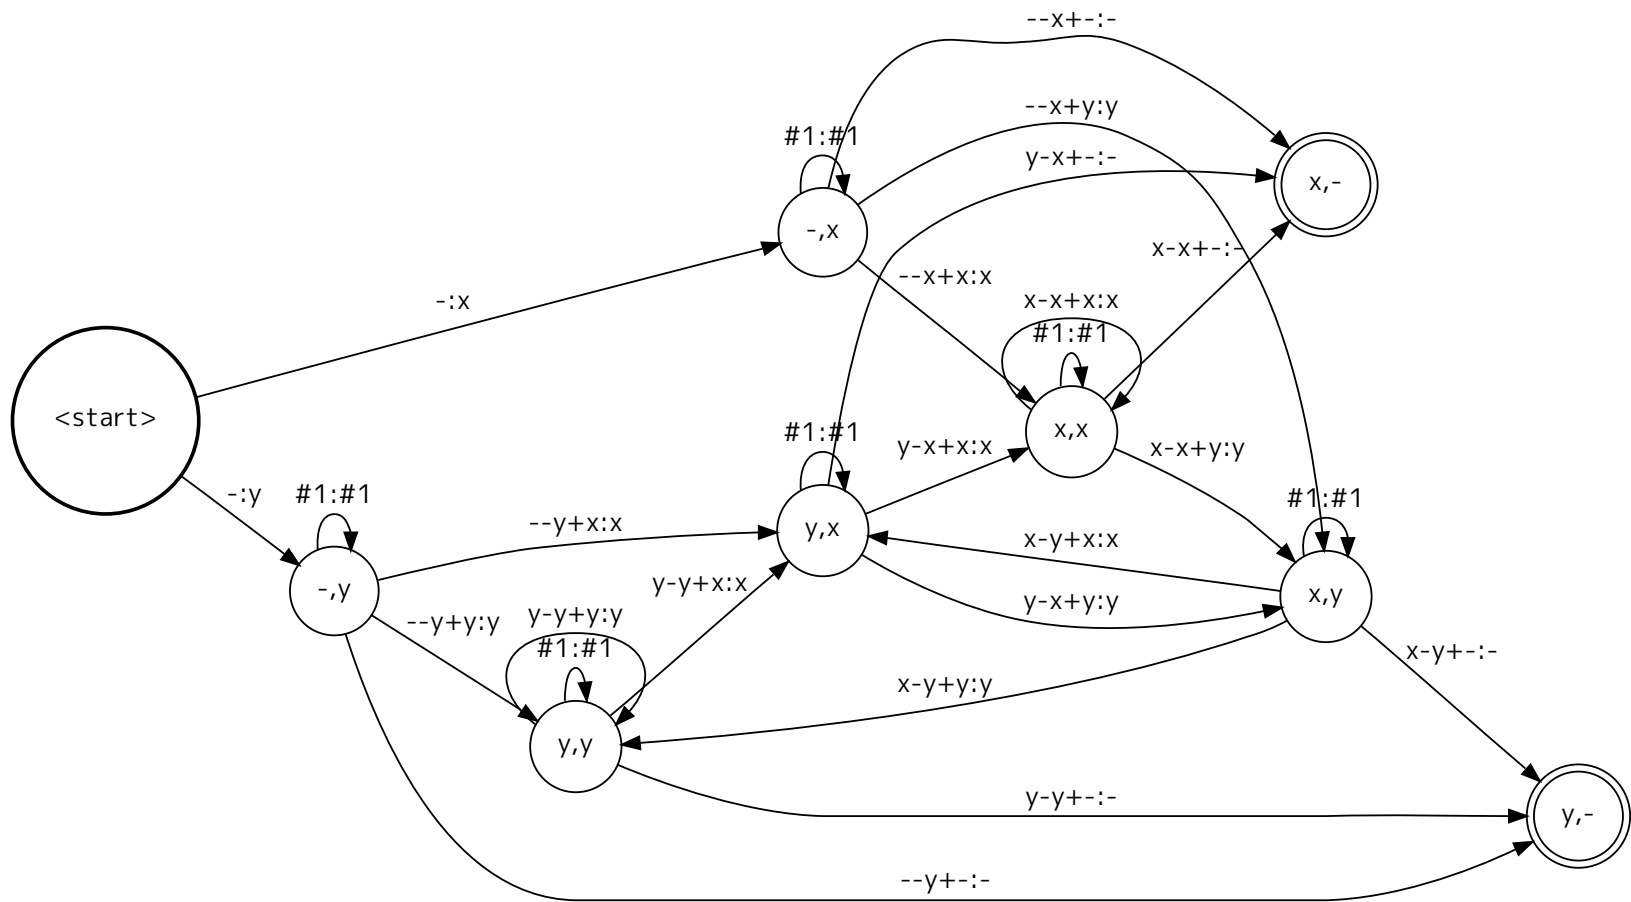 --x+-:-
--x+y:y
#1:#1
y-x+-:-
x,-
-,x
x-x+-:-
--x+x:x
-:x
x-x+x:x
#1:#1
<start>
#1:#1
x,x
y-x+x:x
x-x+y:y
-:y
#1:#1
#1:#1
--y+x:x
y,x
x-y+x:x
y-y+x:x
-,y
x,y
y-x+y:y
y-y+y:y
--y+y:y
#1:#1
x-y+-:-
x-y+y:y
y,y
y-y+-:-
y,-
--y+-:-